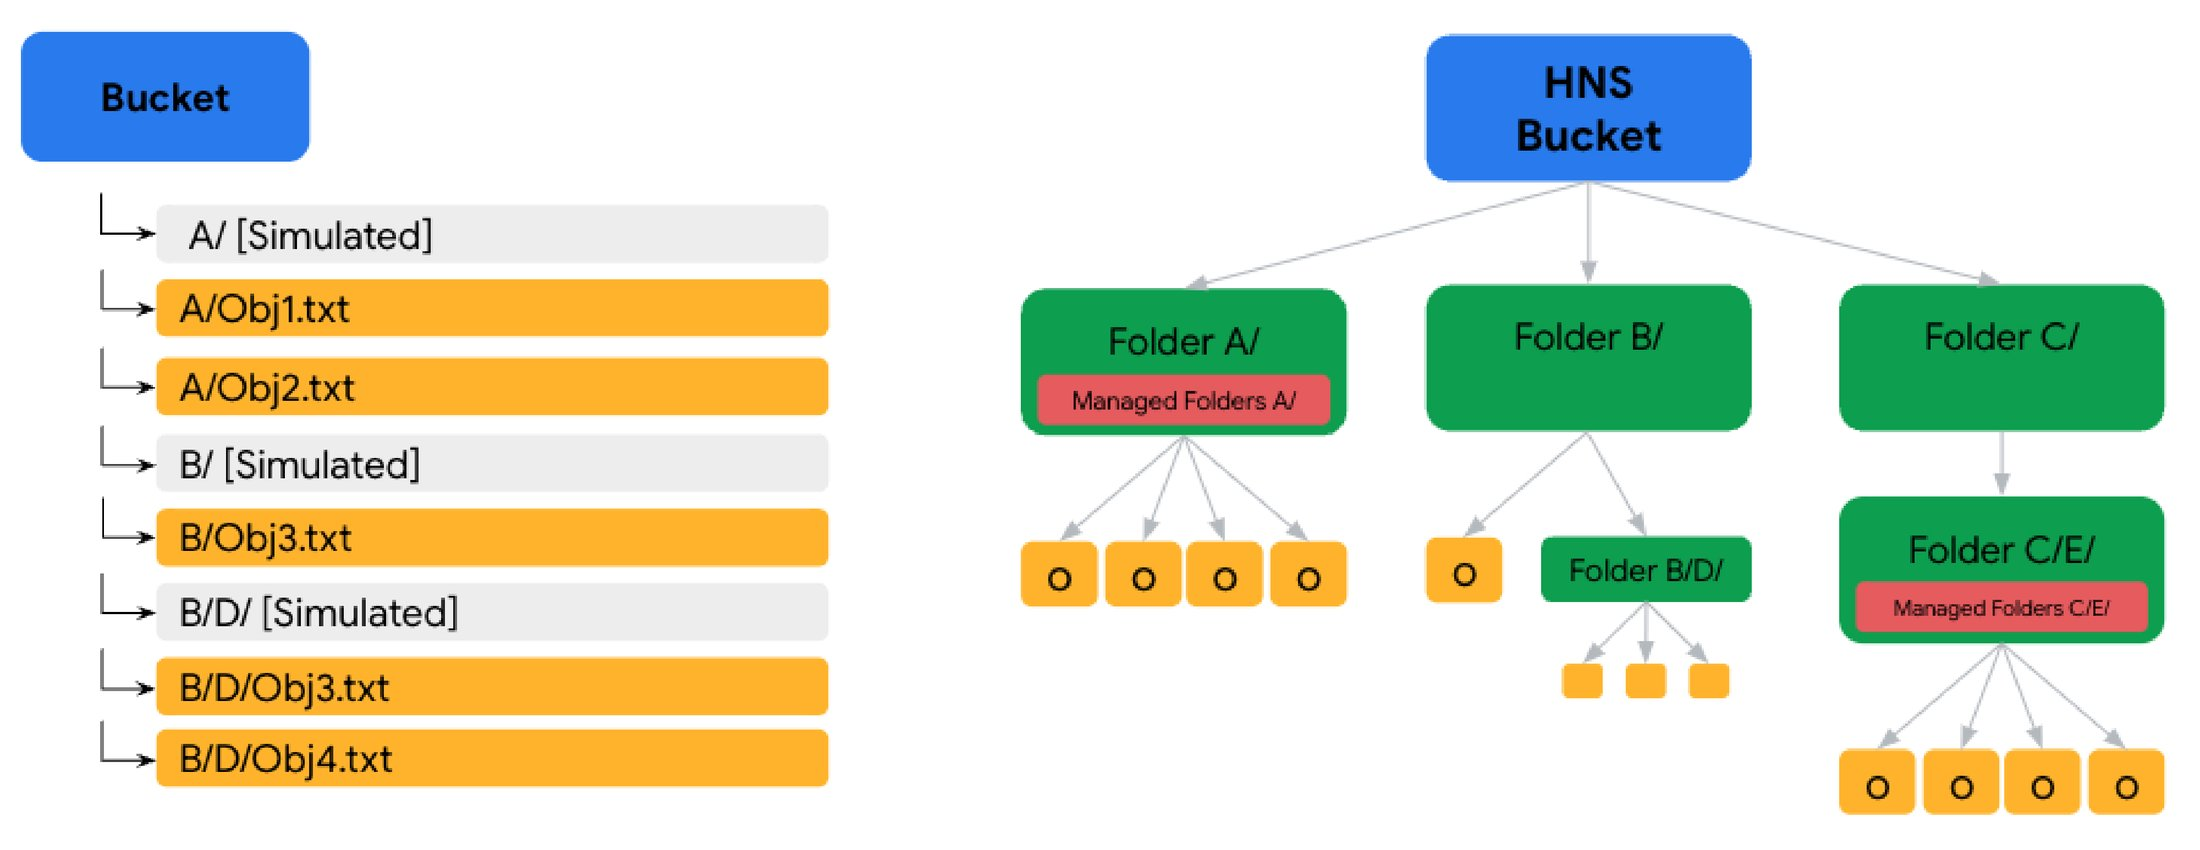 Bucket
A/ [Simulated]
A/Obj1.txt
A/Obj2.txt
B/ [Simulated]
B/Obj3.txt
B/D/ [Simulated]
B/D/Obj3.txt
B/D/Obj4.txt
HNS
Bucket
Folder A/
Managed Folders A/
Folder B/
Folder C/
O O O O
O
Folder B/D/
Folder C/E/
Managed Folders C/E/
O O O O